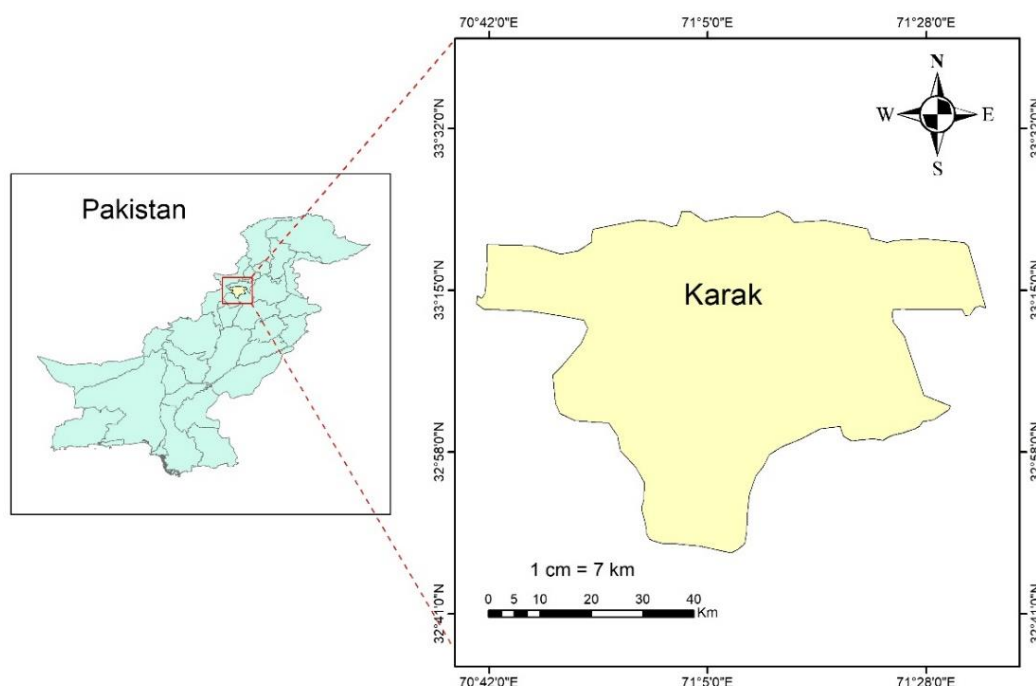 Pakistan
70°42'0"E 71°5'0"E 71°28'0"E
N
W E
S
33°32'0"N 33°32'0"N
33°15'0"N 33°15'0"N
Karak
32°58'0"N 32°58'0"N
1 cm = 7 km
0 5 10 20 30 40
Km
32°41'0"N 32°41'0"N
70°42'0"E 71°5'0"E 71°28'0"E